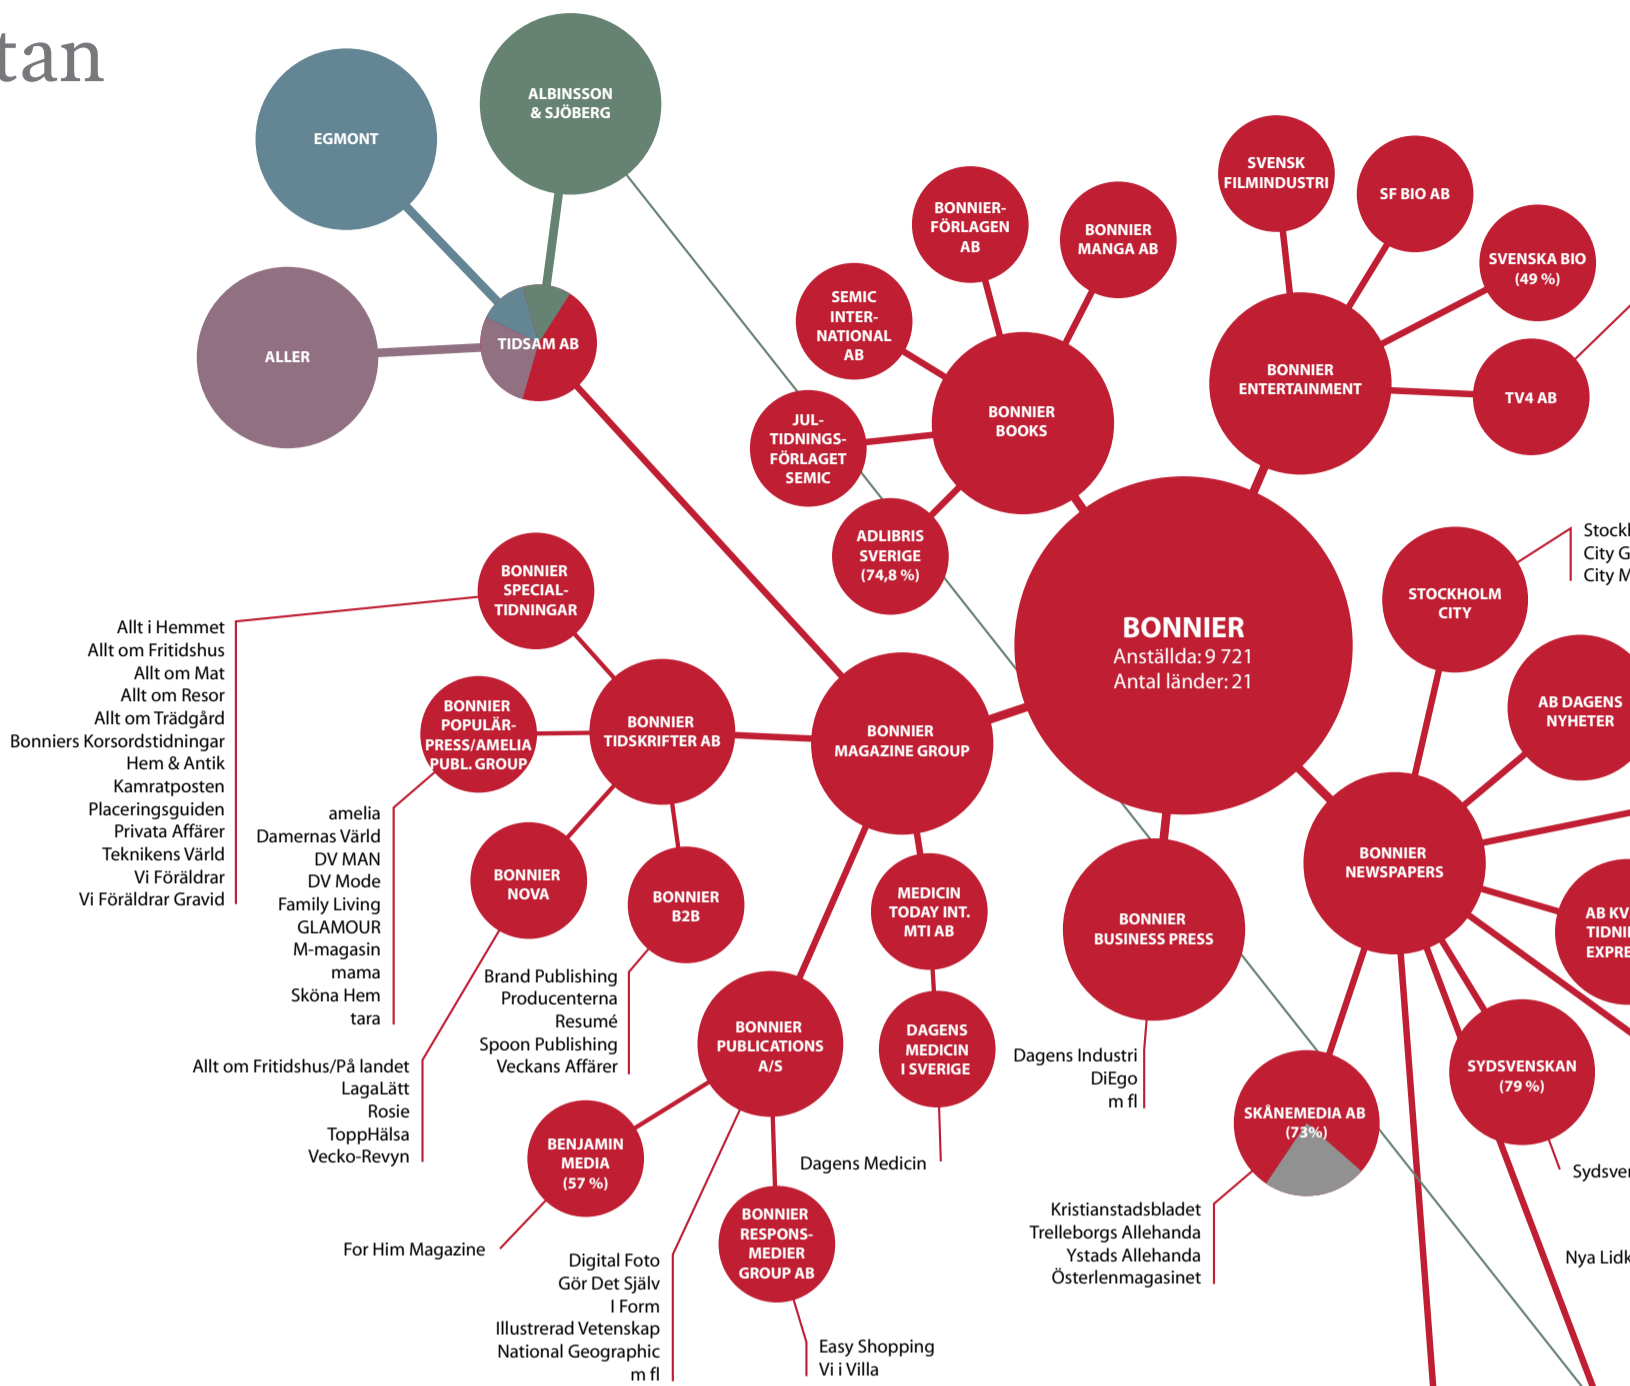 tan
EGMONT
ALBINSSON
& SJÖBERG
ALLER
TIDSAM AB
SVENSK
FILMINDUSTRI
SF BIO AB
SVENSKA BIO
(49 %)
TV4 AB
BONNIER
ENTERTAINMENT
BONNIER-
FÖRLAGEN
AB
BONNIER
MANGA AB
SEMIC
INTER-
NATIONAL
AB
JUL-
TIDNINGS-
FÖRLAGET
SEMIC
BONNIER
BOOKS
ADLIBRIS
SVERIGE
(74,8 %)
BONNIER
Anställda: 9 721
Antal länder: 21
STOCKHOLM
CITY
Stockl
City G
City M
AB DAGENS
NYHETER
BONNIER
NEWSPAPERS
AB KV
TIDNI
EXPRE
SYDSVENSKAN
(79 %)
Sydsver
Nya Lidk
SKÅNEMEDIA AB
(73%)
Kristianstadsbladet
Trelleborgs Allehanda
Ystads Allehanda
Österlenmagasinet
BONNIER
BUSINESS PRESS
Dagens Industri
DiEgo
m fl
BONNIER
MAGAZINE GROUP
BONNIER
TIDSKRIFTER AB
BONNIER
SPECIAL-
TIDNINGAR
Allt i Hemmet
Allt om Fritidshus
Allt om Mat
Allt om Resor
Allt om Trädgård
Bonniers Korsordstidningar
Hem & Antik
Kamratposten
Placeringsguiden
Privata Affärer
Teknikens Värld
Vi Föräldrar
Vi Föräldrar Gravid
BONNIER
POPULÄR-
PRESS/AMELIA
PUBL. GROUP
amelia
Damernas Värld
DV MAN
DV Mode
Family Living
GLAMOUR
M-magasin
mama
Sköna Hem
tara
BONNIER
NOVA
Allt om Fritidshus/På landet
LagaLätt
Rosie
ToppHälsa
Vecko-Revyn
BONNIER
B2B
Brand Publishing
Producenterna
Resumé
Spoon Publishing
Veckans Affärer
MEDICIN
TODAY INT.
MTI AB
DAGENS
MEDICIN
I SVERIGE
Dagens Medicin
BONNIER
PUBLICATIONS
A/S
BENJAMIN
MEDIA
(57 %)
For Him Magazine
Digital Foto
Gör Det Själv
I Form
Illustrerad Vetenskap
National Geographic
m fl
BONNIER
RESPONS-
MEDIER
GROUP AB
Easy Shopping
Vi i Villa